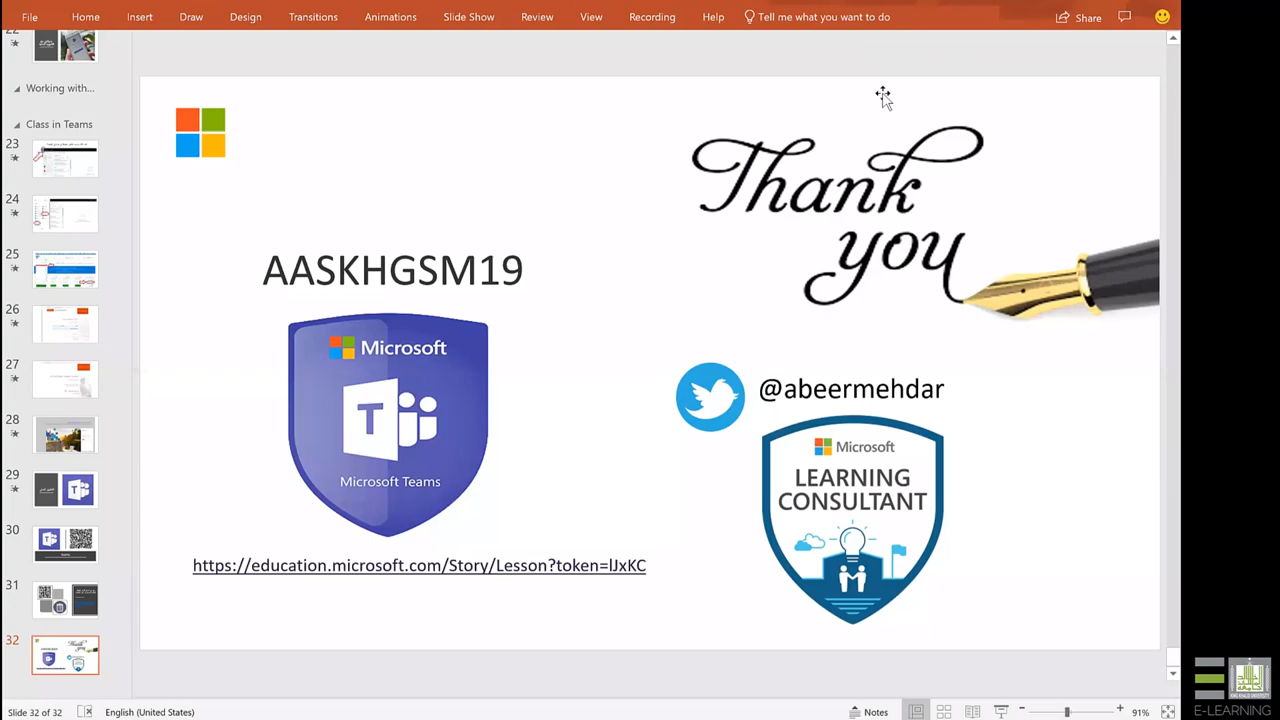 File Home Insert Draw Design Transitions Animations Slide Show Review View Recording Help Tell me what you want to do Share
22
Working with...
Class in Teams
23
24
25
26
27
28
29
30
31
32
Thank
you
AASKHGSM19
Microsoft
Microsoft Teams
https://education.microsoft.com/Story/Lesson?token=lJxKC
@abeermehdar
Microsoft
LEARNING
CONSULTANT
Slide 32 of 32 English (United States) Notes 91%
E-LEARNING